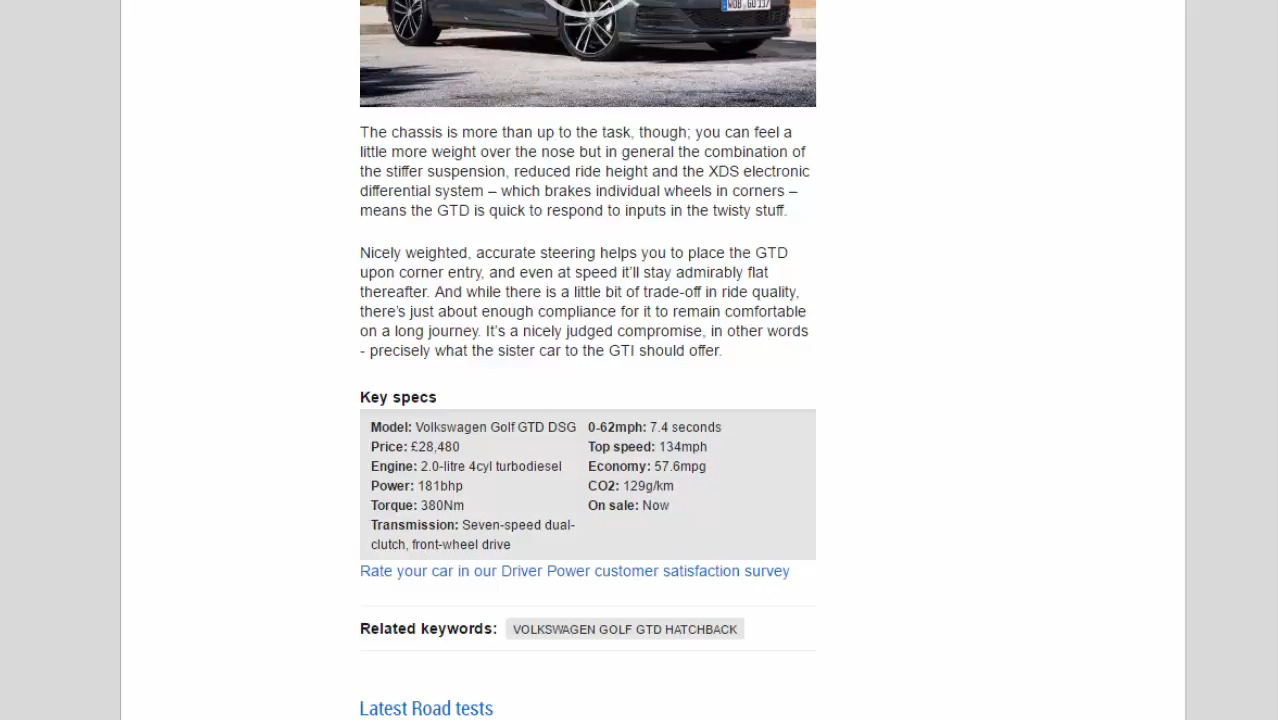 The chassis is more than up to the task, though; you can feel a
little more weight over the nose but in general the combination of
the stiffer suspension, reduced ride height and the XDS electronic
differential system – which brakes individual wheels in corners –
means the GTD is quick to respond to inputs in the twisty stuff.
Nicely weighted, accurate steering helps you to place the GTD
upon corner entry, and even at speed it’ll stay admirably flat
thereafter. And while there is a little bit of trade-off in ride quality,
there’s just about enough compliance for it to remain comfortable
on a long journey. It’s a nicely judged compromise, in other words
- precisely what the sister car to the GTI should offer.
Key specs
Model: Volkswagen Golf GTD DSG
Price: £28,480
Engine: 2.0-litre 4cyl turbodiesel
Power: 181bhp
Torque: 380Nm
Transmission: Seven-speed dual-
clutch, front-wheel drive
0-62mph: 7.4 seconds
Top speed: 134mph
Economy: 57.6mpg
CO2: 129g/km
On sale: Now
Rate your car in our Driver Power customer satisfaction survey
Related keywords: VOLKSWAGEN GOLF GTD HATCHBACK
Latest Road tests